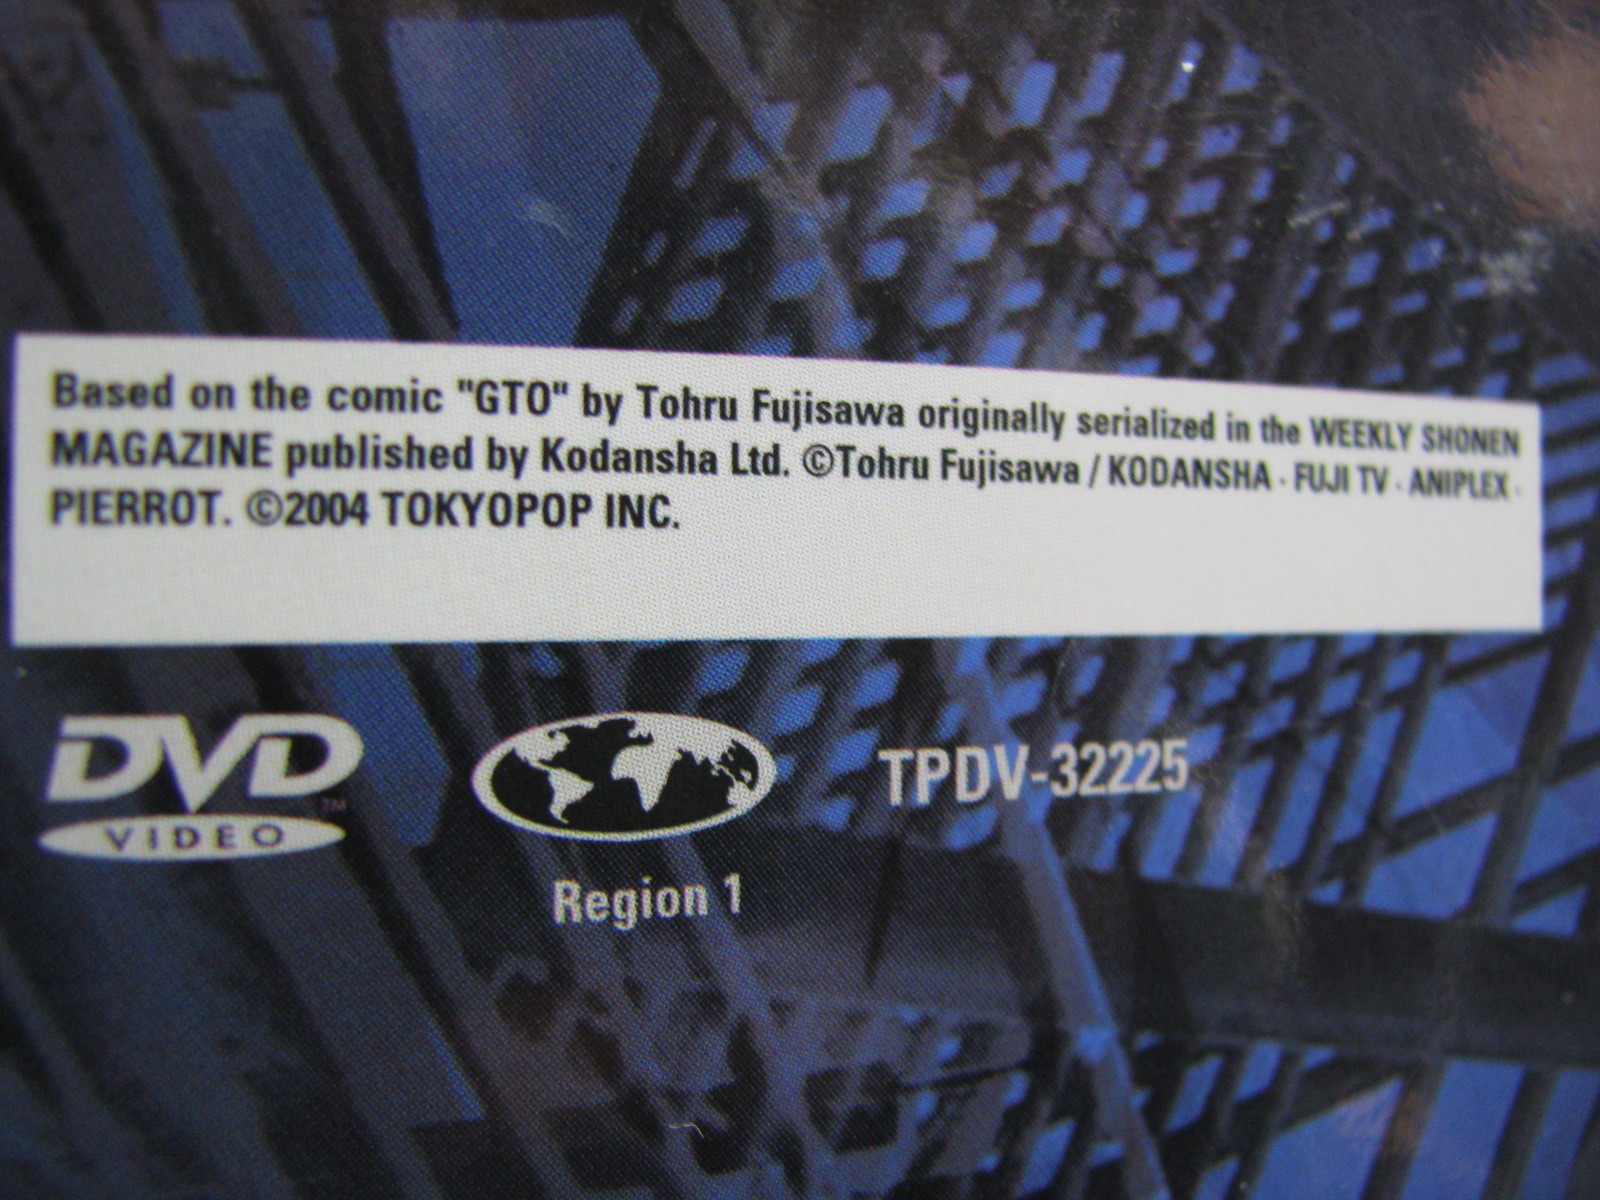 Based on the comic "GTO" by Tohru Fujisawa originally serialized in the WEEKLY SHONEN
MAGAZINE published by Kodansha Ltd. ©Tohru Fujisawa / KODANSHA · FUJI TV · ANIPLEX ·
PIERROT. ©2004 TOKYOPOP INC.
DVD TM
VIDEO
TPDV-32225
Region 1